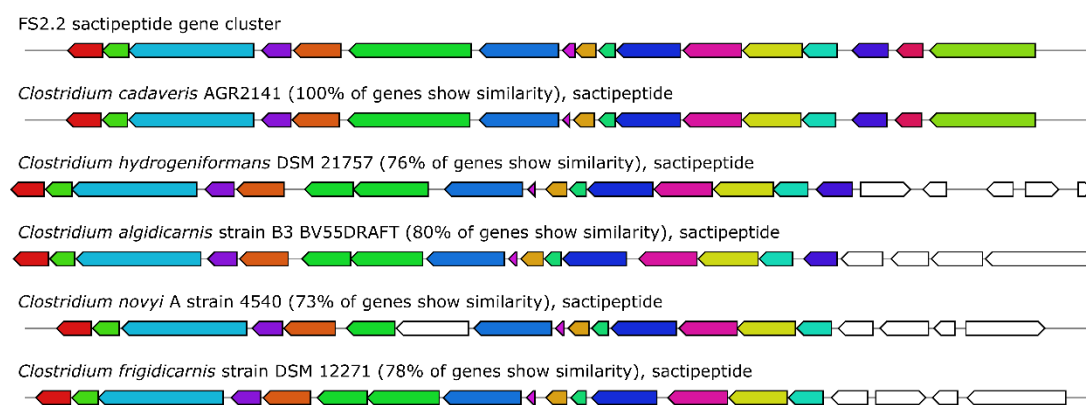 FS2.2 sactipeptide gene cluster
Clostridium cadaveris AGR2141 (100% of genes show similarity), sactipeptide
Clostridium hydrogeniformans DSM 21757 (76% of genes show similarity), sactipeptide
Clostridium algidicarnis strain B3 BV55DRAFT (80% of genes show similarity), sactipeptide
Clostridium novyi A strain 4540 (73% of genes show similarity), sactipeptide
Clostridium frigidicarnis strain DSM 12271 (78% of genes show similarity), sactipeptide